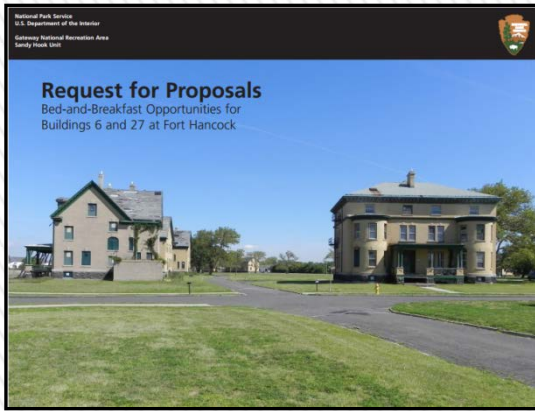 National Park Service
U.S. Department of the Interior
Gateway National Recreation Area
Sandy Hook Unit
Request for Proposals
Bed-and-Breakfast Opportunities for
Buildings 6 and 27 at Fort Hancock